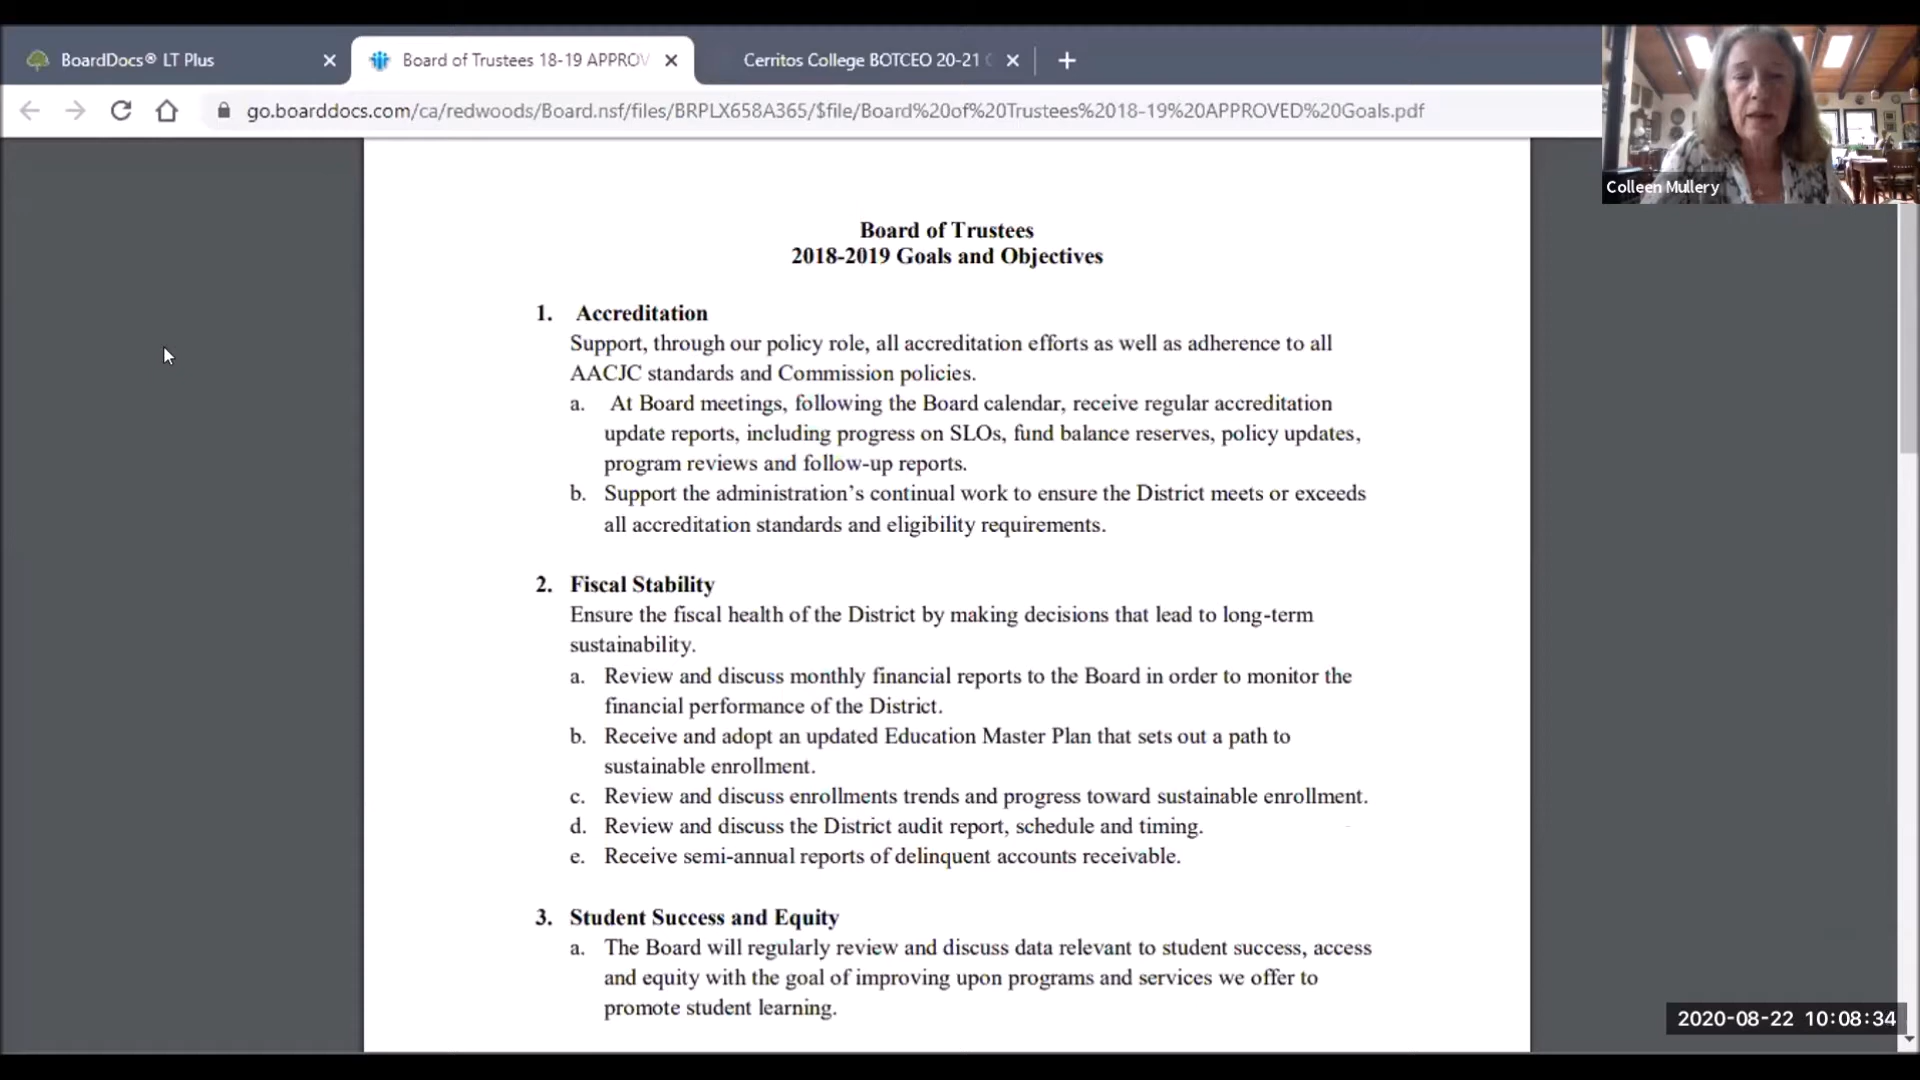 BoardDocs® LT Plus
Board of Trustees 18-19 APPROV
Cerritos College BOTCEO 20-21
go.boarddocs.com/ca/redwoods/Board.nsf/files/BRPLX658A365/$file/Board%20of%20Trustees%2018-19%20APPROVED%20Goals.pdf
Colleen Mullery
Board of Trustees
2018-2019 Goals and Objectives
1. Accreditation
Support, through our policy role, all accreditation efforts as well as adherence to all
AACJC standards and Commission policies.
a. At Board meetings, following the Board calendar, receive regular accreditation
update reports, including progress on SLOs, fund balance reserves, policy updates,
program reviews and follow-up reports.
b. Support the administration’s continual work to ensure the District meets or exceeds
all accreditation standards and eligibility requirements.
2. Fiscal Stability
Ensure the fiscal health of the District by making decisions that lead to long-term
sustainability.
a. Review and discuss monthly financial reports to the Board in order to monitor the
financial performance of the District.
b. Receive and adopt an updated Education Master Plan that sets out a path to
sustainable enrollment.
c. Review and discuss enrollments trends and progress toward sustainable enrollment.
d. Review and discuss the District audit report, schedule and timing.
e. Receive semi-annual reports of delinquent accounts receivable.
3. Student Success and Equity
a. The Board will regularly review and discuss data relevant to student success, access
and equity with the goal of improving upon programs and services we offer to
promote student learning.
2020-08-22 10:08:34